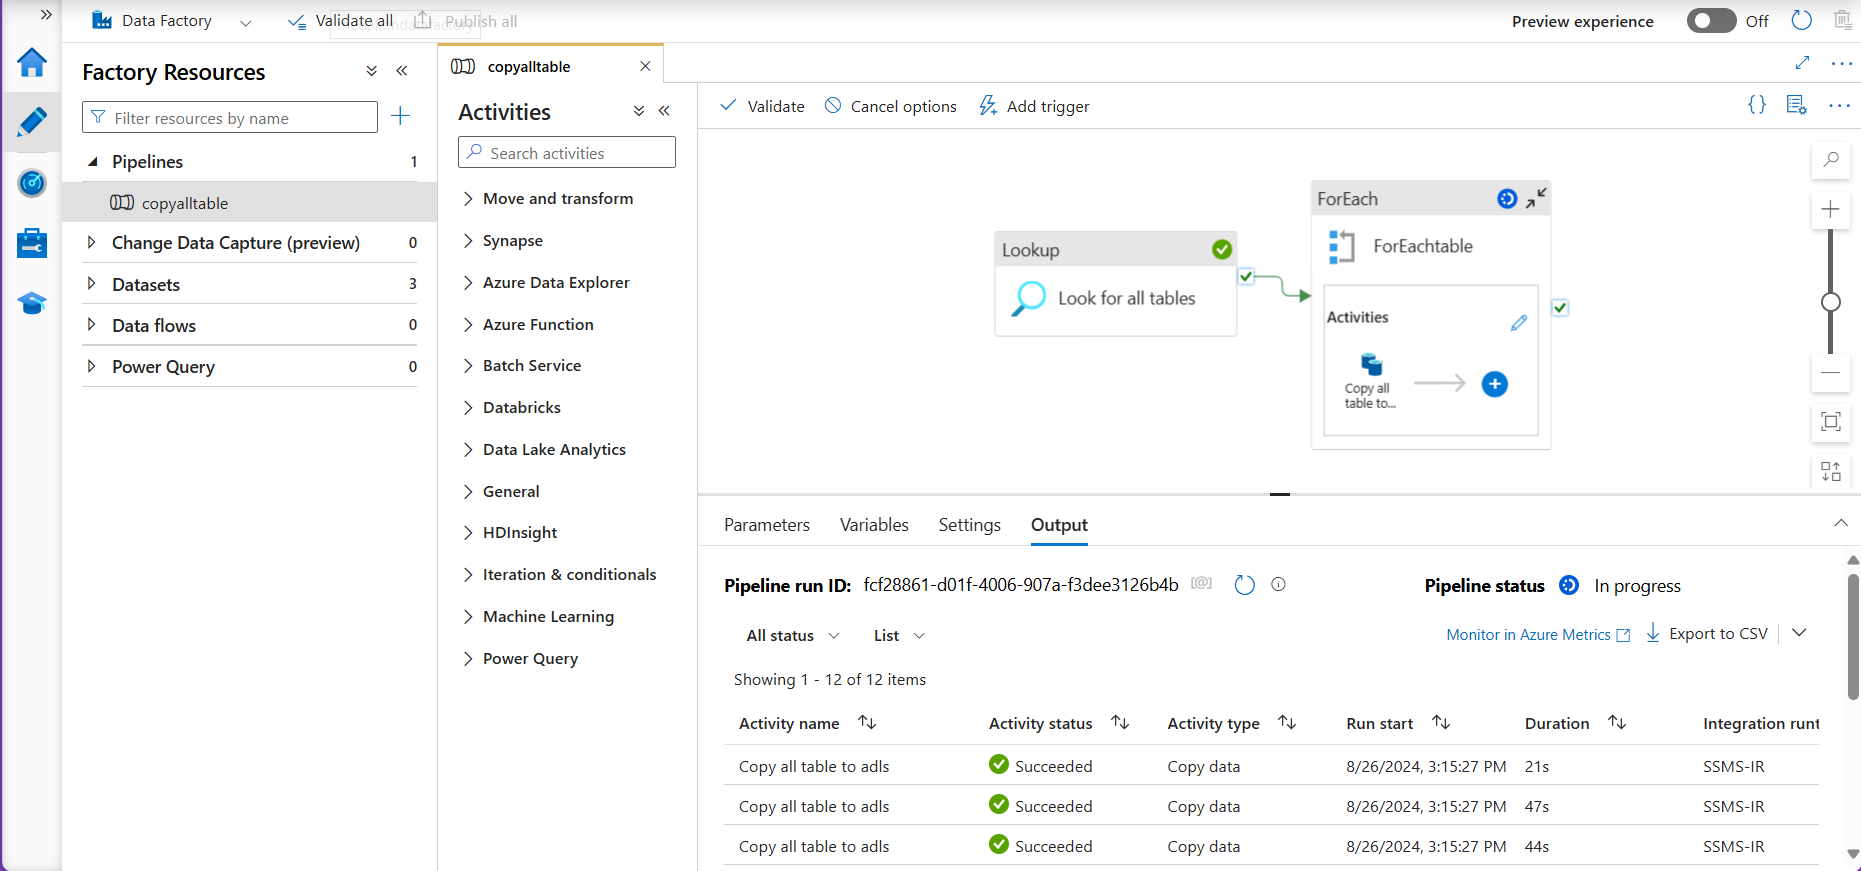 Data Factory
Validate all
Publish all
Preview experience
Off
Factory Resources
Filter resources by name
Pipelines 1
copyalltable
Change Data Capture (preview) 0
Datasets 3
Data flows 0
Power Query 0
copyalltable
Activities
Search activities
Move and transform
Synapse
Azure Data Explorer
Azure Function
Batch Service
Databricks
Data Lake Analytics
General
HDInsight
Iteration & conditionals
Machine Learning
Power Query
Validate
Cancel options
Add trigger
{}
Lookup
Look for all tables
ForEach
ForEachtable
Activities
Copy all
table to...
Parameters
Variables
Settings
Output
Pipeline run ID: fcf28861-d01f-4006-907a-f3dee3126b4b [@]
Pipeline status In progress
All status
List
Monitor in Azure Metrics
Export to CSV
Showing 1 - 12 of 12 items
Activity name Activity status Activity type Run start Duration Integration runt
Copy all table to adls Succeeded Copy data 8/26/2024, 3:15:27 PM 21s SSMS-IR
Copy all table to adls Succeeded Copy data 8/26/2024, 3:15:27 PM 47s SSMS-IR
Copy all table to adls Succeeded Copy data 8/26/2024, 3:15:27 PM 44s SSMS-IR